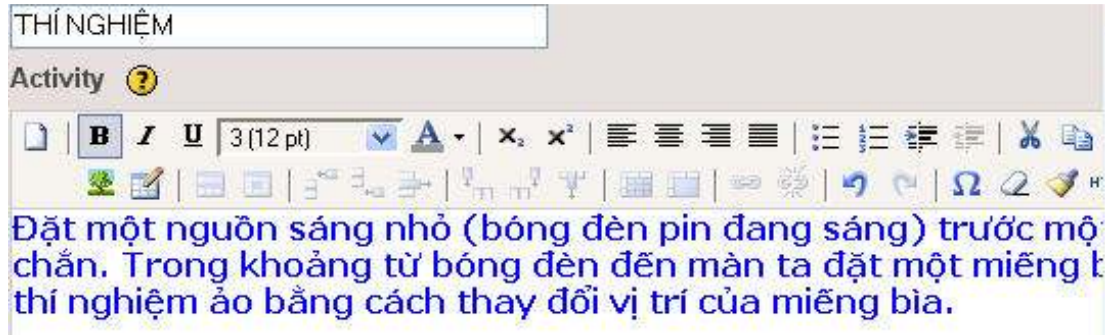 THÍ NGHIỆM
Activity ?
B I U 3 (12 pt) A x₂ x²
Đặt một nguồn sáng nhỏ (bóng đèn pin đang sáng) trước
chắn. Trong khoảng từ bóng đèn đến màn ta đặt một miếng
thí nghiệm ảo bằng cách thay đổi vị trí của miếng bìa.